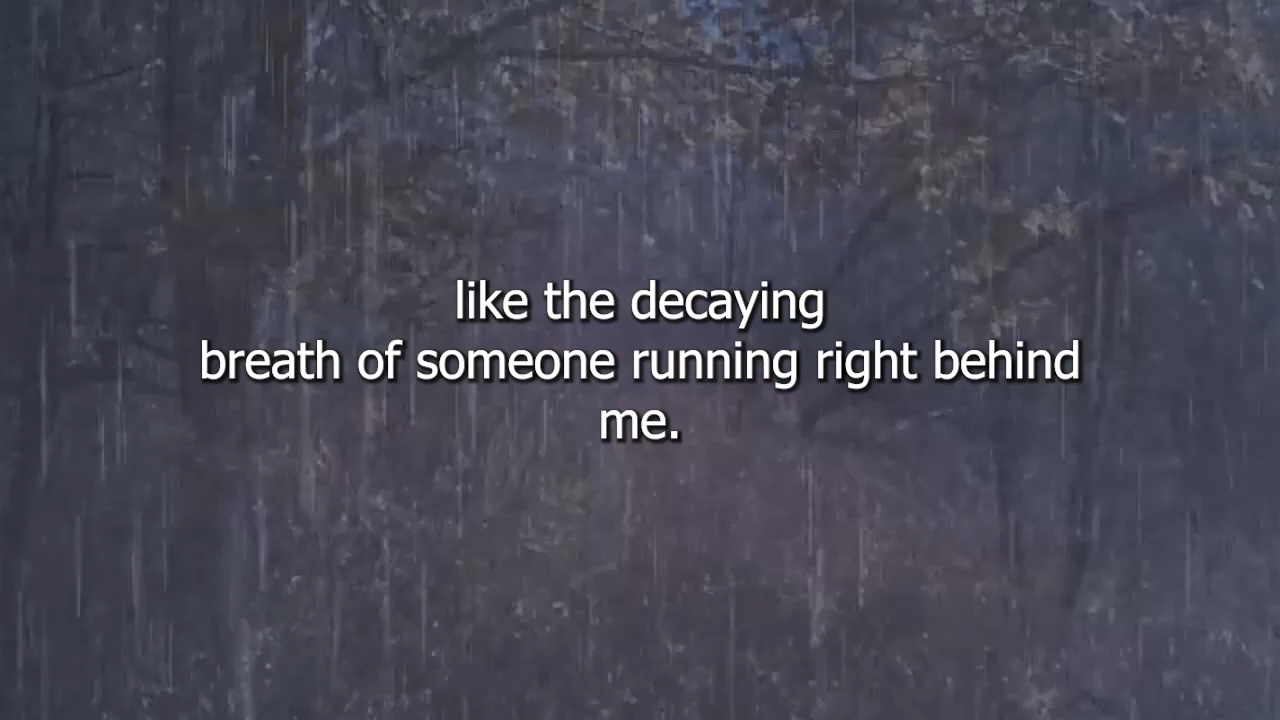 like the decaying
breath of someone running right behind
me.